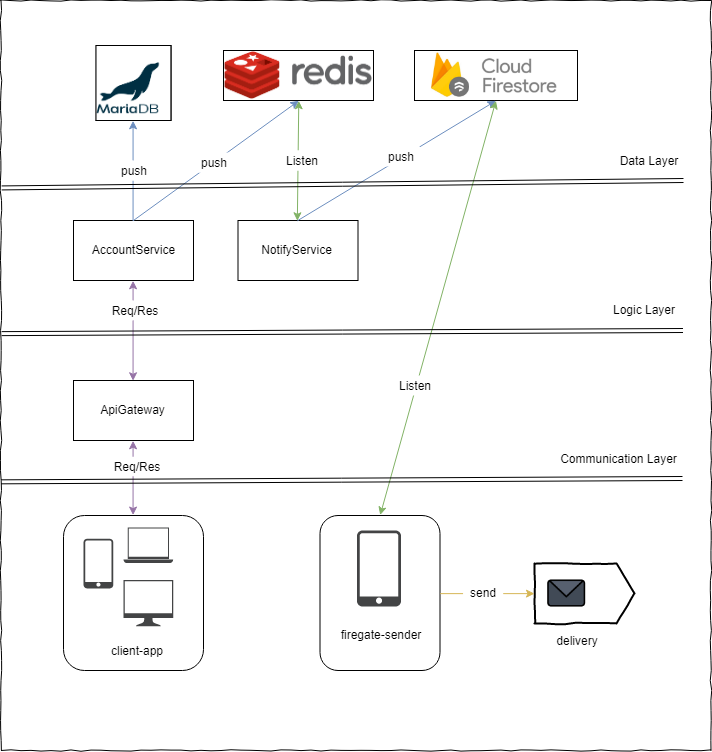 MariaDB
redis
Cloud
Firestore
push
push
Listen
push
Data Layer
AccountService
NotifyService
Req/Res
Logic Layer
Listen
ApiGateway
Req/Res
Communication Layer
client-app
firegate-sender
send
delivery